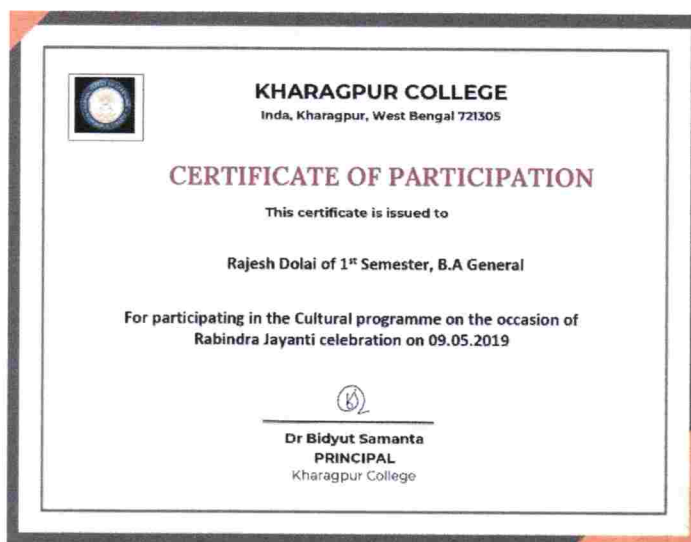 KHARAGPUR COLLEGE
Inda, Kharagpur, West Bengal 721305
CERTIFICATE OF PARTICIPATION
This certificate is issued to
Rajesh Dolai of 1st Semester, B.A General
For participating in the Cultural programme on the occasion of
Rabindra Jayanti celebration on 09.05.2019
Dr Bidyut Samanta
PRINCIPAL
Kharagpur College